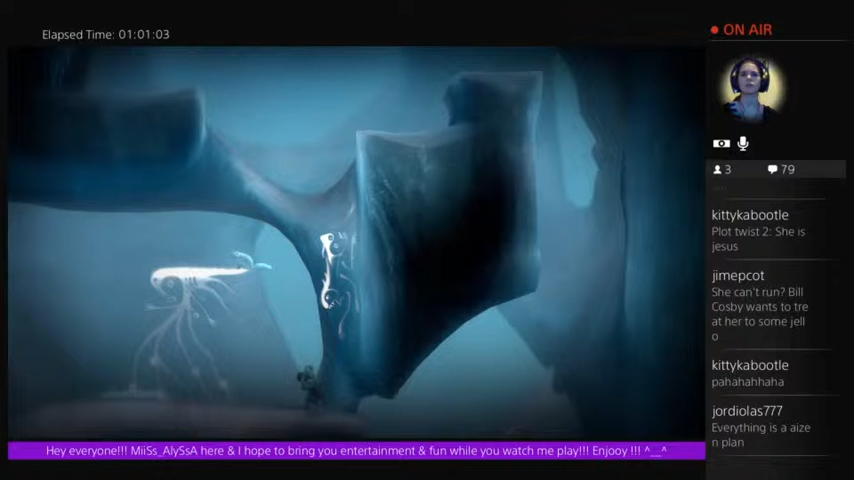 Elapsed Time: 01:01:03
ON AIR
3
79
kittykabootle
Plot twist 2: She is
jesus
jimepcot
She can't run? Bill
Cosby wants to tre
at her to some jell
o
kittykabootle
pahahahhaha
jordiolas777
Everything is a aize
n plan
Hey everyone!!! MiiSs_AlySsA here & I hope to bring you entertainment & fun while you watch me play!!! Enjooy !!! ^__^